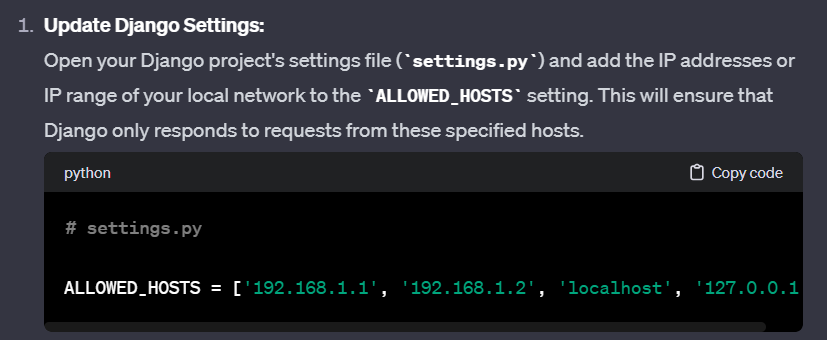 1. Update Django Settings:
Open your Django project's settings file (`settings.py`) and add the IP addresses or
IP range of your local network to the `ALLOWED_HOSTS` setting. This will ensure that
Django only responds to requests from these specified hosts.
python Copy code
# settings.py
ALLOWED_HOSTS = ['192.168.1.1', '192.168.1.2', 'localhost', '127.0.0.1